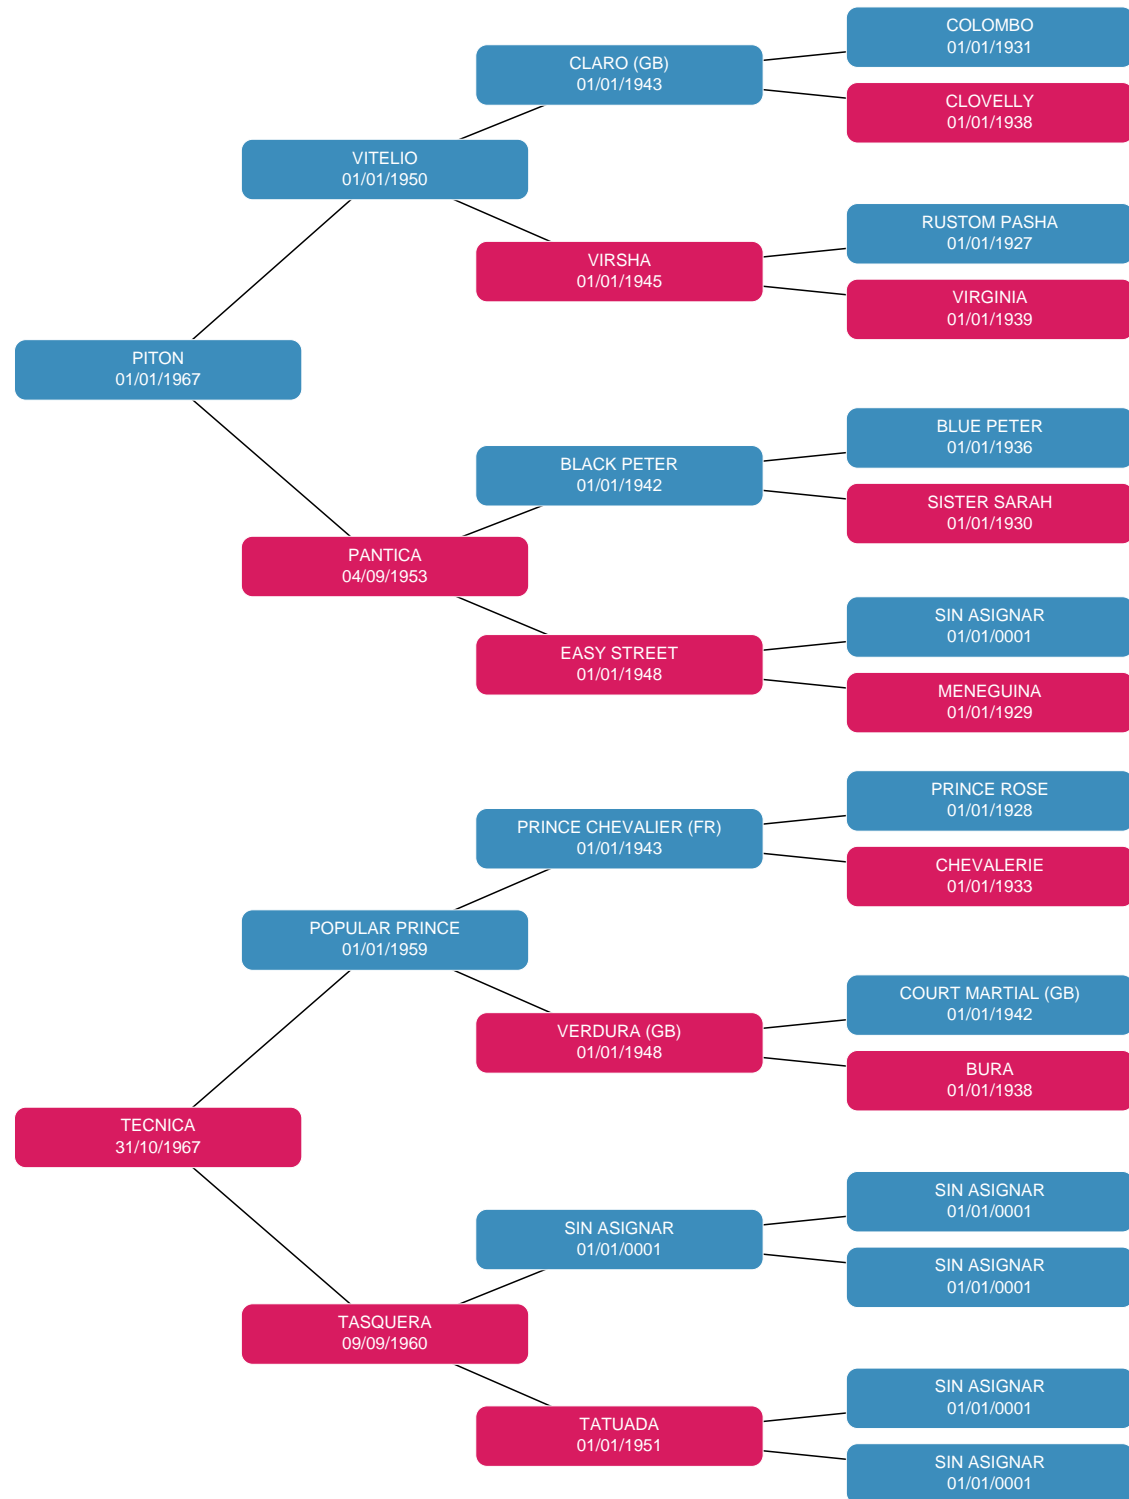 COLOMBO
01/01/1931
CLARO (GB)
01/01/1943
CLOVELLY
01/01/1938
VITELIO
01/01/1950
RUSTOM PASHA
01/01/1927
VIRSHA
01/01/1945
VIRGINIA
01/01/1939
PITON
01/01/1967
BLUE PETER
01/01/1936
BLACK PETER
01/01/1942
SISTER SARAH
01/01/1930
PANTICA
04/09/1953
SIN ASIGNAR
01/01/0001
EASY STREET
01/01/1948
MENEGUINA
01/01/1929
PRINCE ROSE
01/01/1928
PRINCE CHEVALIER (FR)
01/01/1943
CHEVALERIE
01/01/1933
POPULAR PRINCE
01/01/1959
COURT MARTIAL (GB)
01/01/1942
VERDURA (GB)
01/01/1948
BURA
01/01/1938
TECNICA
31/10/1967
SIN ASIGNAR
01/01/0001
SIN ASIGNAR
01/01/0001
SIN ASIGNAR
01/01/0001
TASQUERA
09/09/1960
SIN ASIGNAR
01/01/0001
TATUADA
01/01/1951
SIN ASIGNAR
01/01/0001